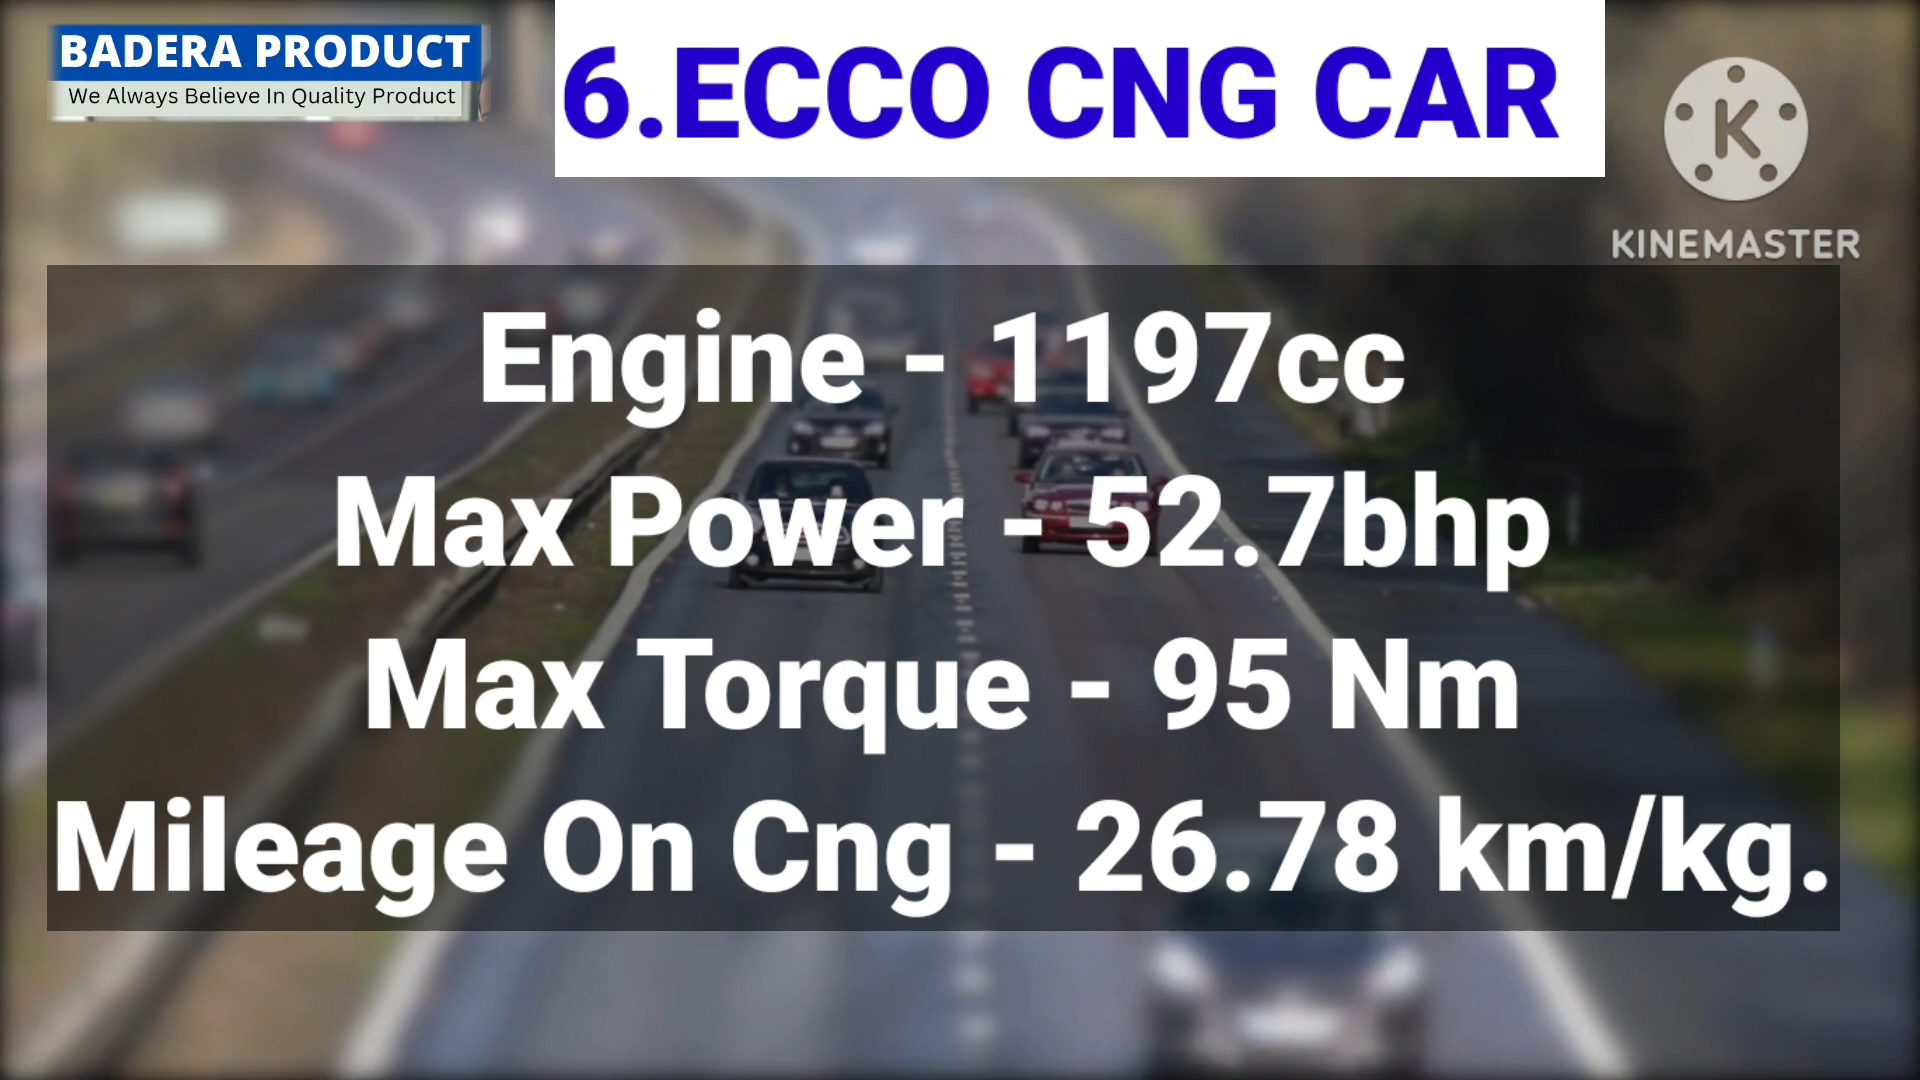 BADERA PRODUCT
We Always Believe In Quality Product
6.ECCO CNG CAR
K
KINEMASTER
Engine - 1197cc
Max Power - 52.7bhp
Max Torque - 95 Nm
Mileage On Cng - 26.78 km/kg.